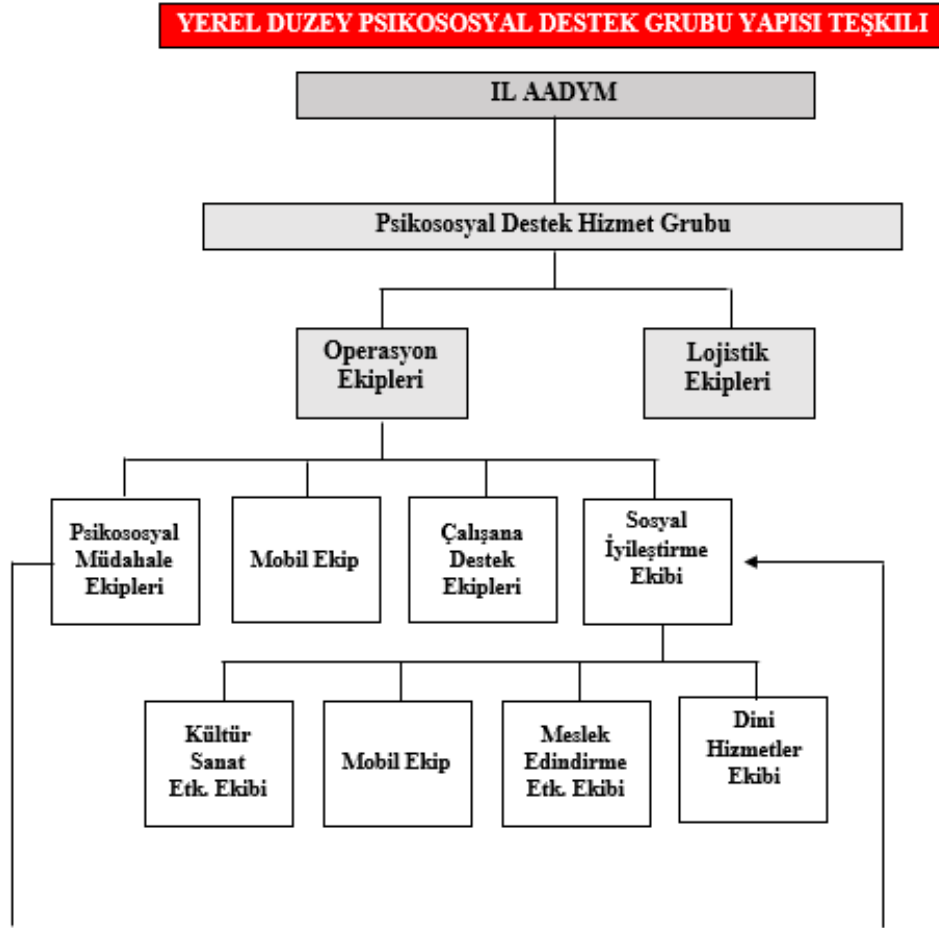 YEREL DUZEY PSIKOSOSYAL DESTEK GRUBU YAPISI TEŞKILI
IL AADYM
Psikososyal Destek Hizmet Grubu
Operasyon
Ekipleri
Lojistik
Ekipleri
Psikososyal
Müdahale
Ekipleri
Mobil Ekip
Çalışana
Destek
Ekipleri
Sosyal
İyileştirme
Ekibi
Kültür
Sanat
Etk. Ekibi
Mobil Ekip
Meslek
Edindirme
Etk. Ekibi
Dini
Hizmetler
Ekibi